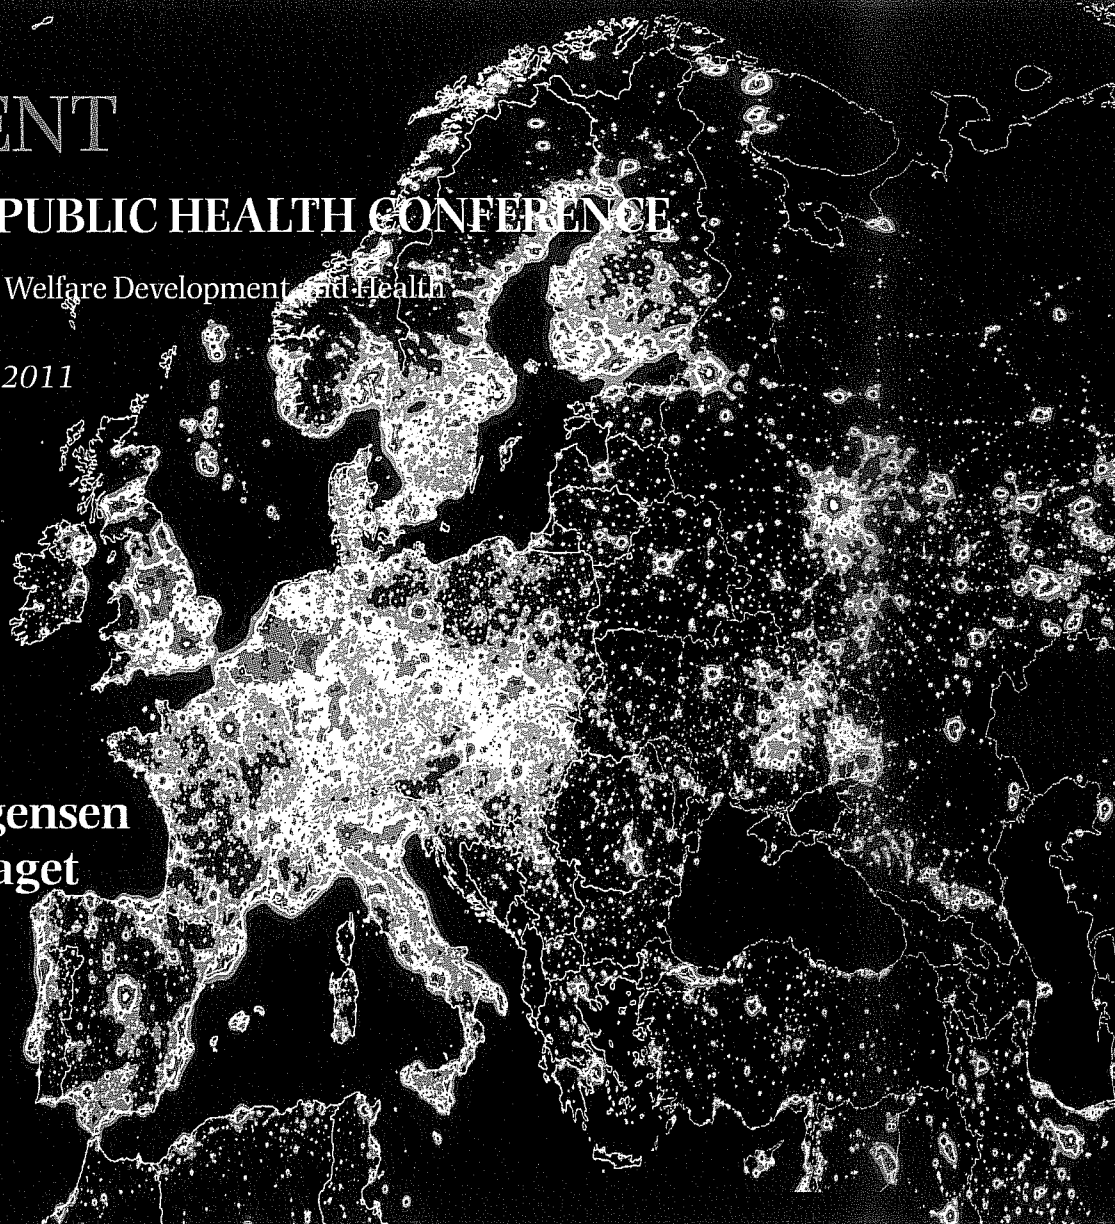 ENT
PUBLIC HEALTH CONFERENCE
Welfare Development and Health
2011
gensen
aget